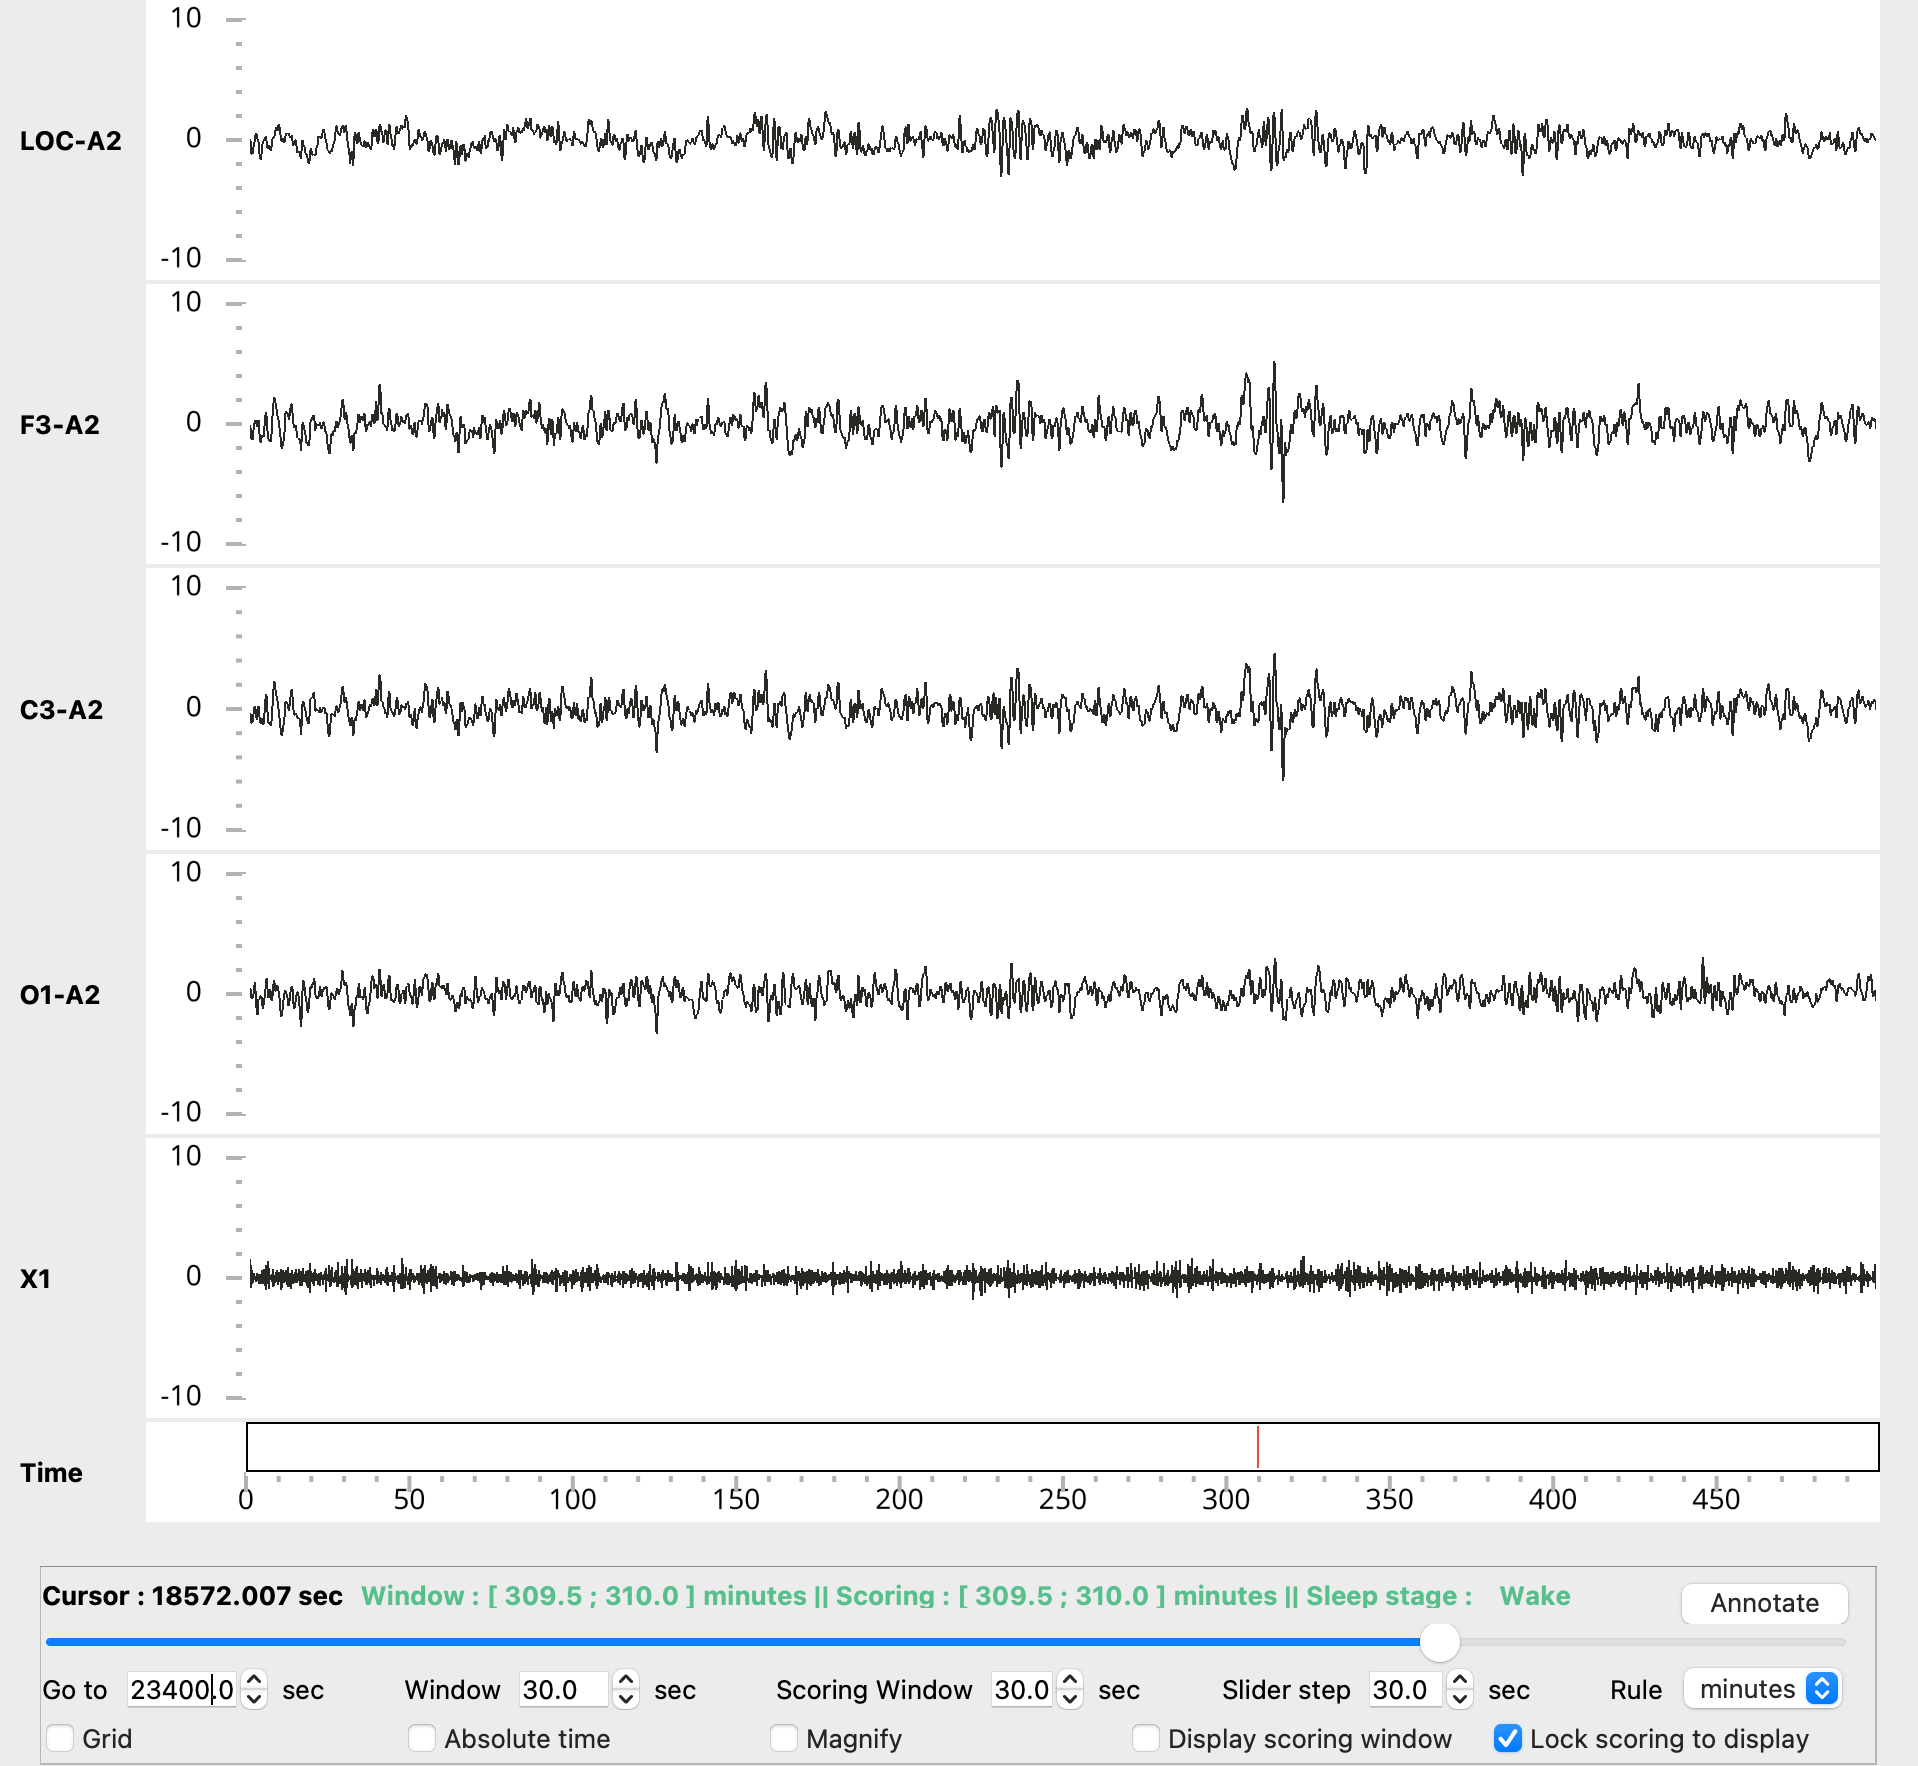 10
LOC-A2
0
-10
10
F3-A2
0
-10
10
C3-A2
0
-10
10
O1-A2
0
-10
10
X1
0
-10
Time
0 50 100 150 200 250 300 350 400 450
Cursor : 18572.007 sec Window : [ 309.5 ; 310.0 ] minutes || Scoring : [ 309.5 ; 310.0 ] minutes || Sleep stage : Wake Annotate
Go to 23400.0 sec Window 30.0 sec Scoring Window 30.0 sec Slider step 30.0 sec Rule minutes
Grid Absolute time Magnify Display scoring window Lock scoring to display